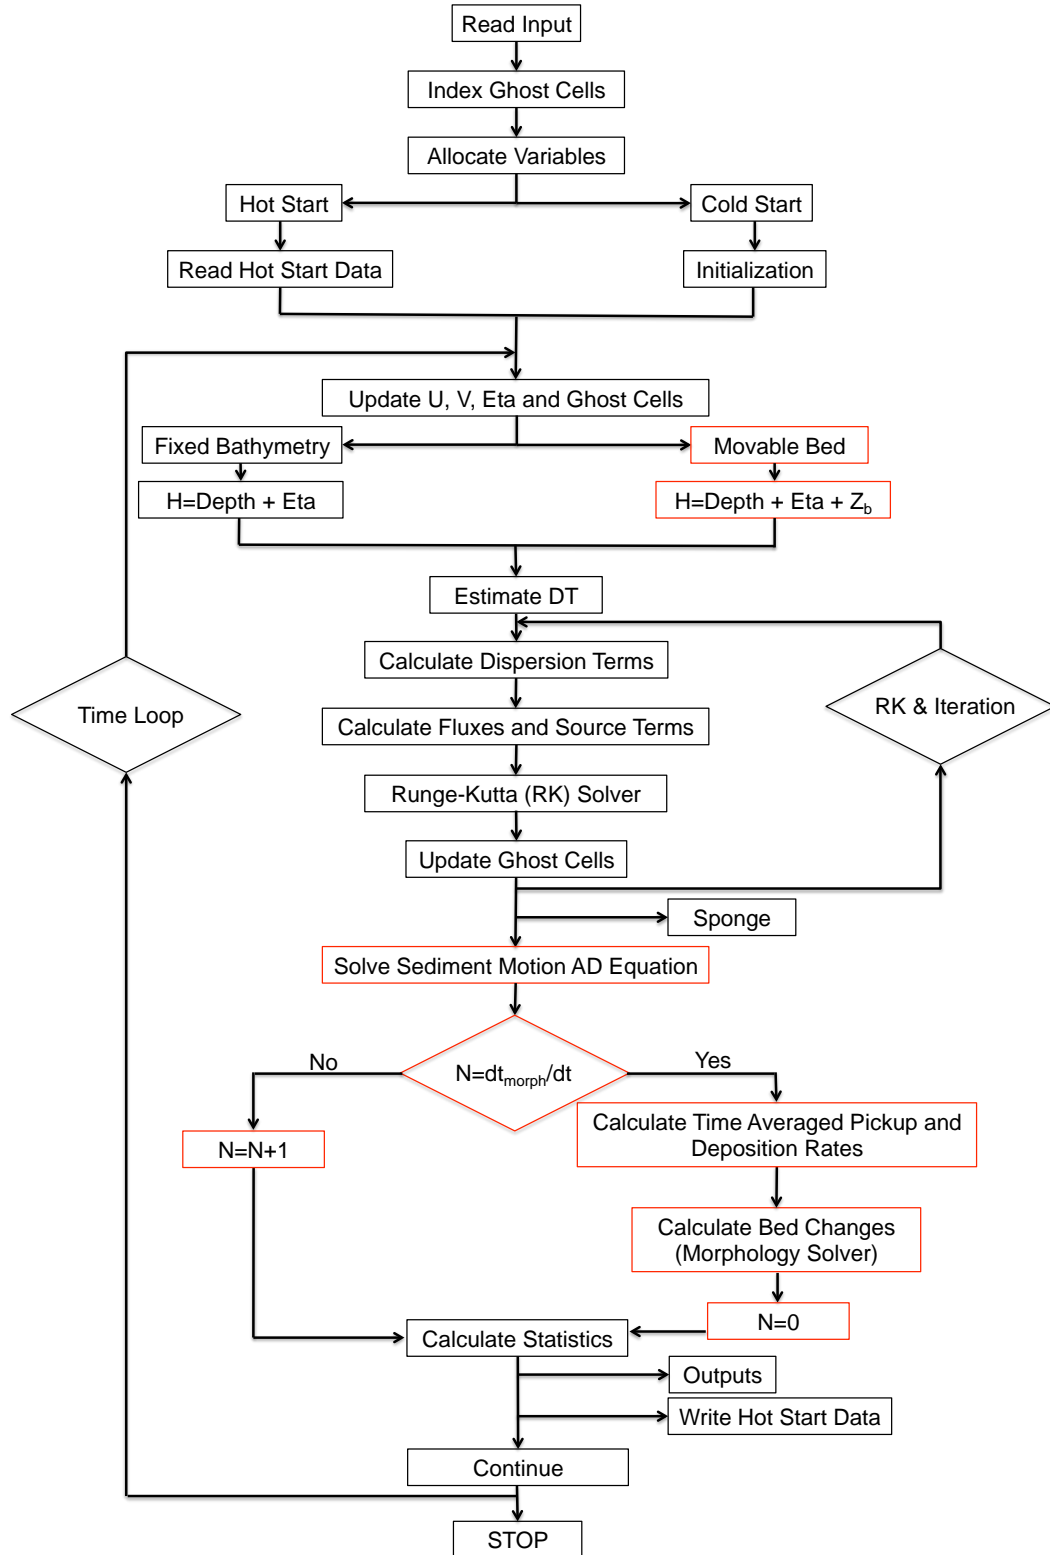 Read Input
Index Ghost Cells
Allocate Variables
Hot Start
Cold Start
Read Hot Start Data
Initialization
Update U, V, Eta and Ghost Cells
Fixed Bathymetry
Movable Bed
H=Depth + Eta
H=Depth + Eta + Zb
Estimate DT
Calculate Dispersion Terms
Time Loop
RK & Iteration
Calculate Fluxes and Source Terms
Runge-Kutta (RK) Solver
Update Ghost Cells
Sponge
Solve Sediment Motion AD Equation
No
N=dtmorph/dt
Yes
N=N+1
Calculate Time Averaged Pickup and
Deposition Rates
Calculate Bed Changes
(Morphology Solver)
N=0
Calculate Statistics
Outputs
Write Hot Start Data
Continue
STOP